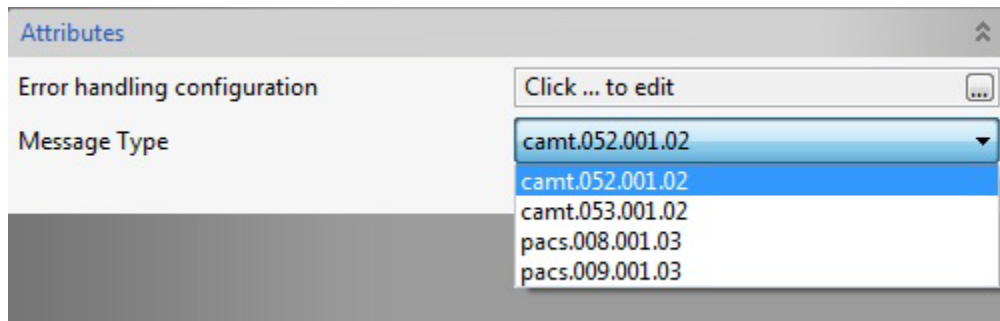 Attributes
Error handling configuration Click ... to edit ...
Message Type camt.052.001.02
camt.052.001.02
camt.053.001.02
pacs.008.001.03
pacs.009.001.03